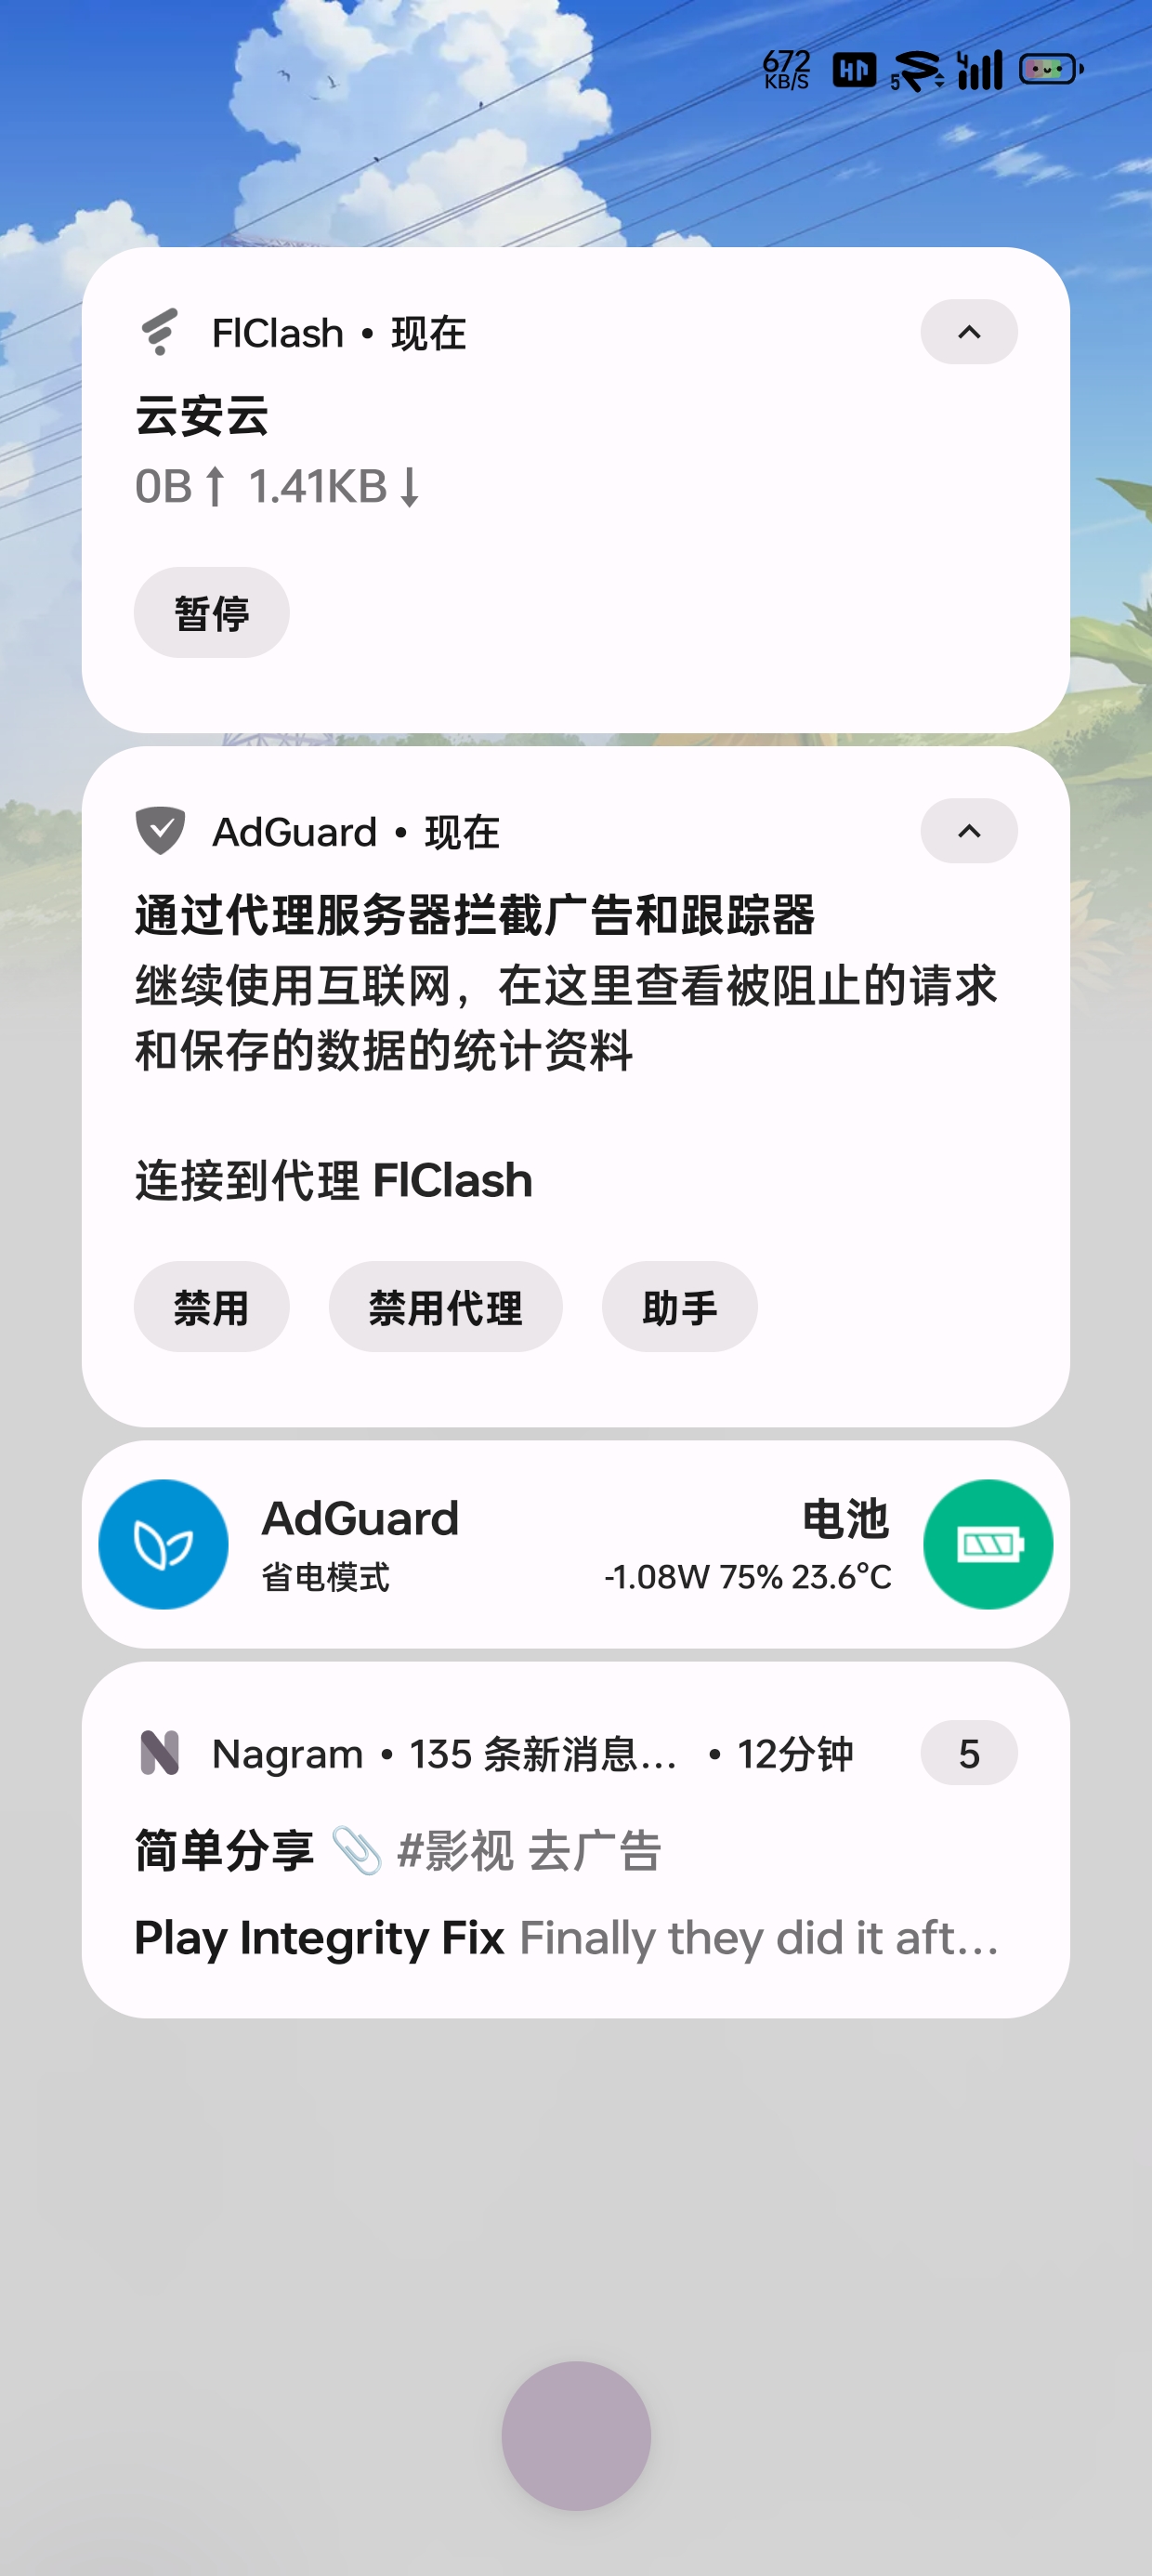 672
KB/S
5
4
FlClash • 现在
云安云
0B↑ 1.41KB↓
暂停
AdGuard • 现在
通过代理服务器拦截广告和跟踪器
继续使用互联网，在这里查看被阻止的请求
和保存的数据的统计资料
连接到代理 FlClash
禁用 禁用代理 助手
AdGuard 电池
省电模式 -1.08W 75% 23.6°C
Nagram • 135 条新消息… • 12分钟 5
简单分享 📎 #影视 去广告
Play Integrity Fix Finally they did it aft…